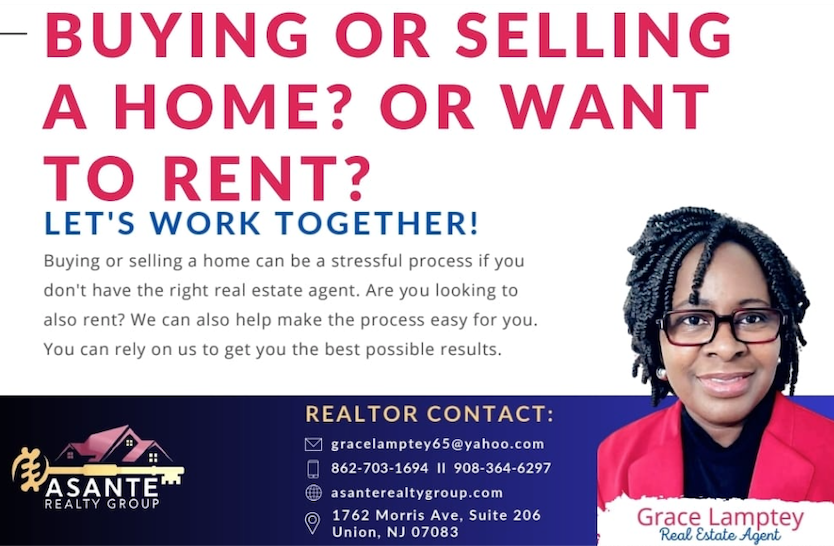 BUYING OR SELLING
A HOME? OR WANT
TO RENT?
LET'S WORK TOGETHER!
Buying or selling a home can be a stressful process if you
don't have the right real estate agent. Are you looking to
also rent? We can also help make the process easy for you.
You can rely on us to get you the best possible results.
ASANTE
REALTY GROUP
REALTOR CONTACT:
gracelamptey65@yahoo.com
862-703-1694 II 908-364-6297
asanterealtygroup.com
1762 Morris Ave, Suite 206
Union, NJ 07083
Grace Lamptey
Real Estate Agent